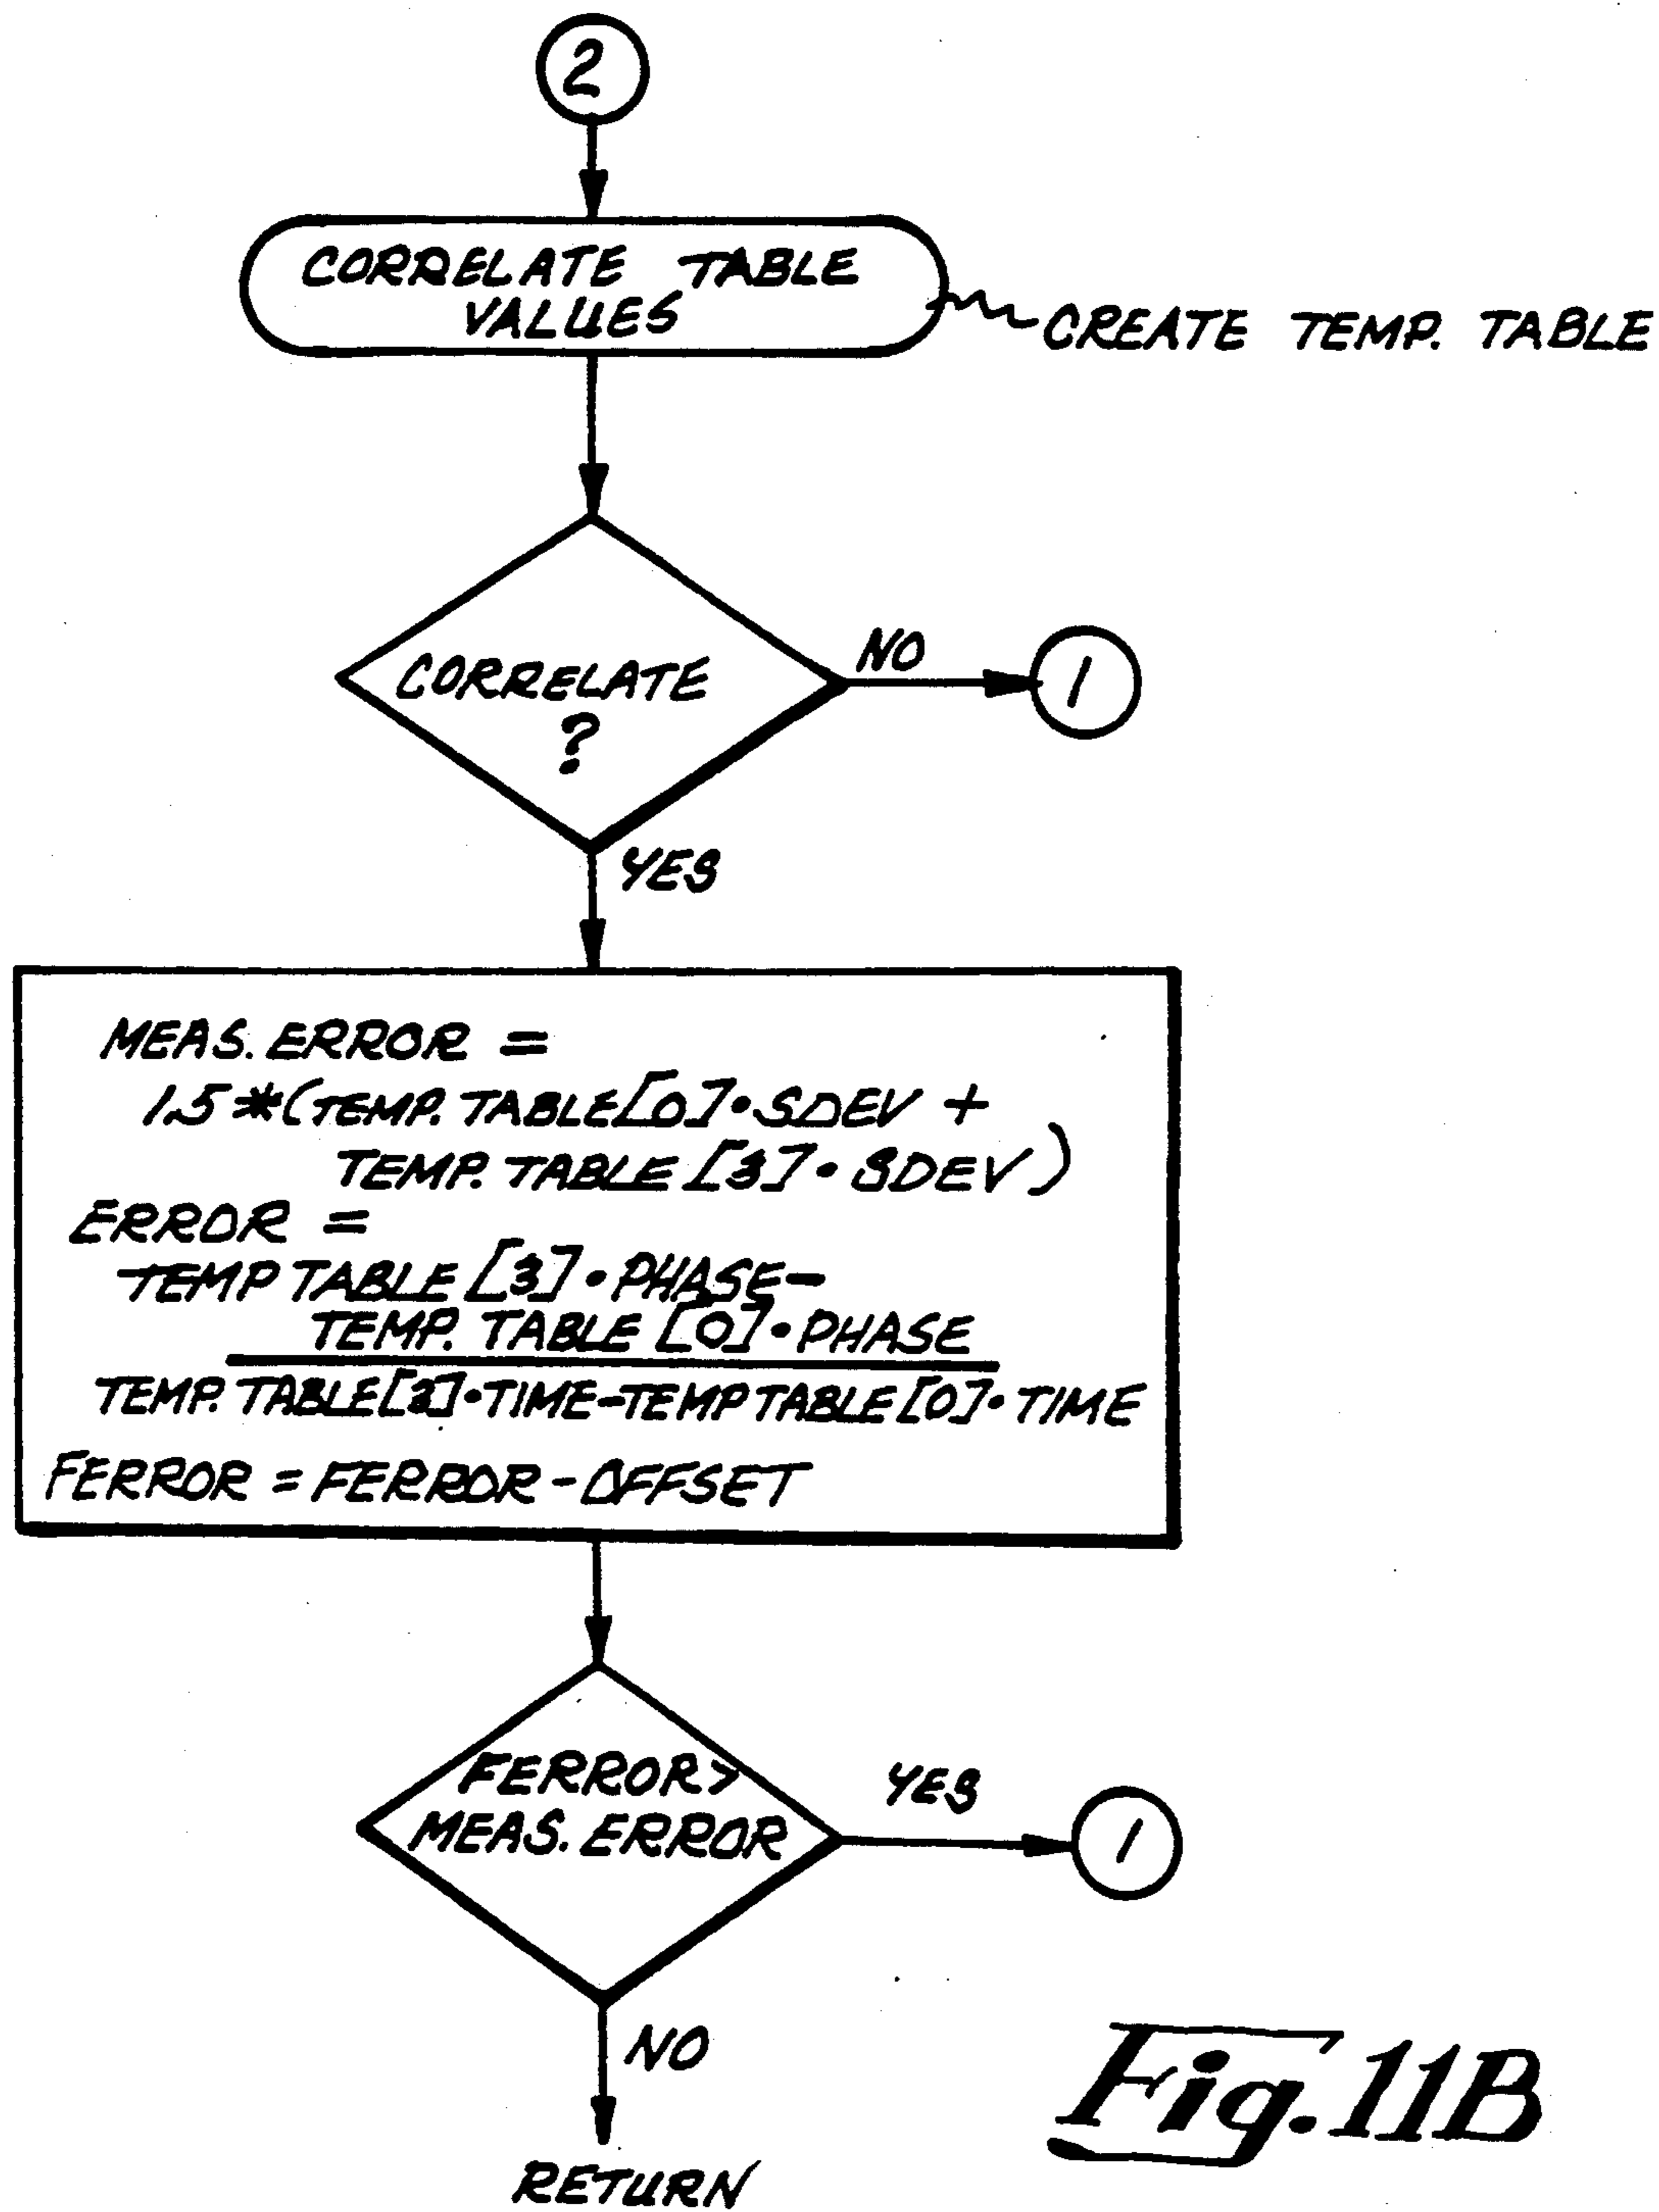 2
CORRELATE TABLE
VALUES
CREATE TEMP. TABLE
CORRELATE
?
NO
1
YES
MEAS. ERROR =
1.5*(TEMP. TABLE[0]•SDEV +
TEMP. TABLE [3]•SDEV)
ERROR =
TEMP TABLE [3]•PHASE-
TEMP. TABLE [0]•PHASE
TEMP. TABLE[3]•TIME-TEMP TABLE[0]•TIME
FERROR = FERROR-OFFSET
FERROR>
MEAS. ERROR
YES
1
NO
RETURN
Fig. 11B